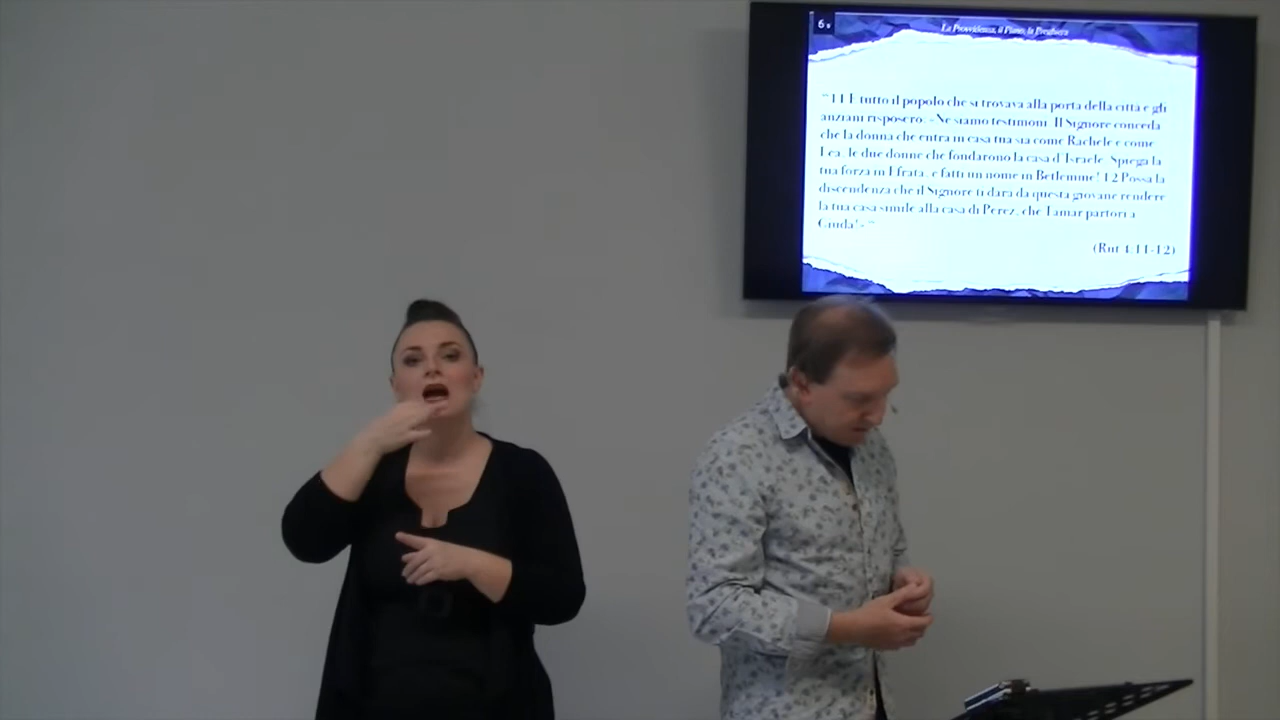 6 s
La Provvidenza, il Piano, la Preghiera
"11 E tutto il popolo che si trovava alla porta della città e gli
anziani risposero: «Ne siamo testimoni. Il Signore conceda
che la donna che entra in casa tua sia come Rachele e come
Lea, le due donne che fondarono la casa d'Israele. Spiega la
tua forza in Efrata, e fatti un nome in Betlemme! 12 Possa la
discendenza che il Signore ti darà da questa giovane rendere
la tua casa simile alla casa di Perez, che Tamar partorì a
Giuda!»"
(Rut 4:11-12)